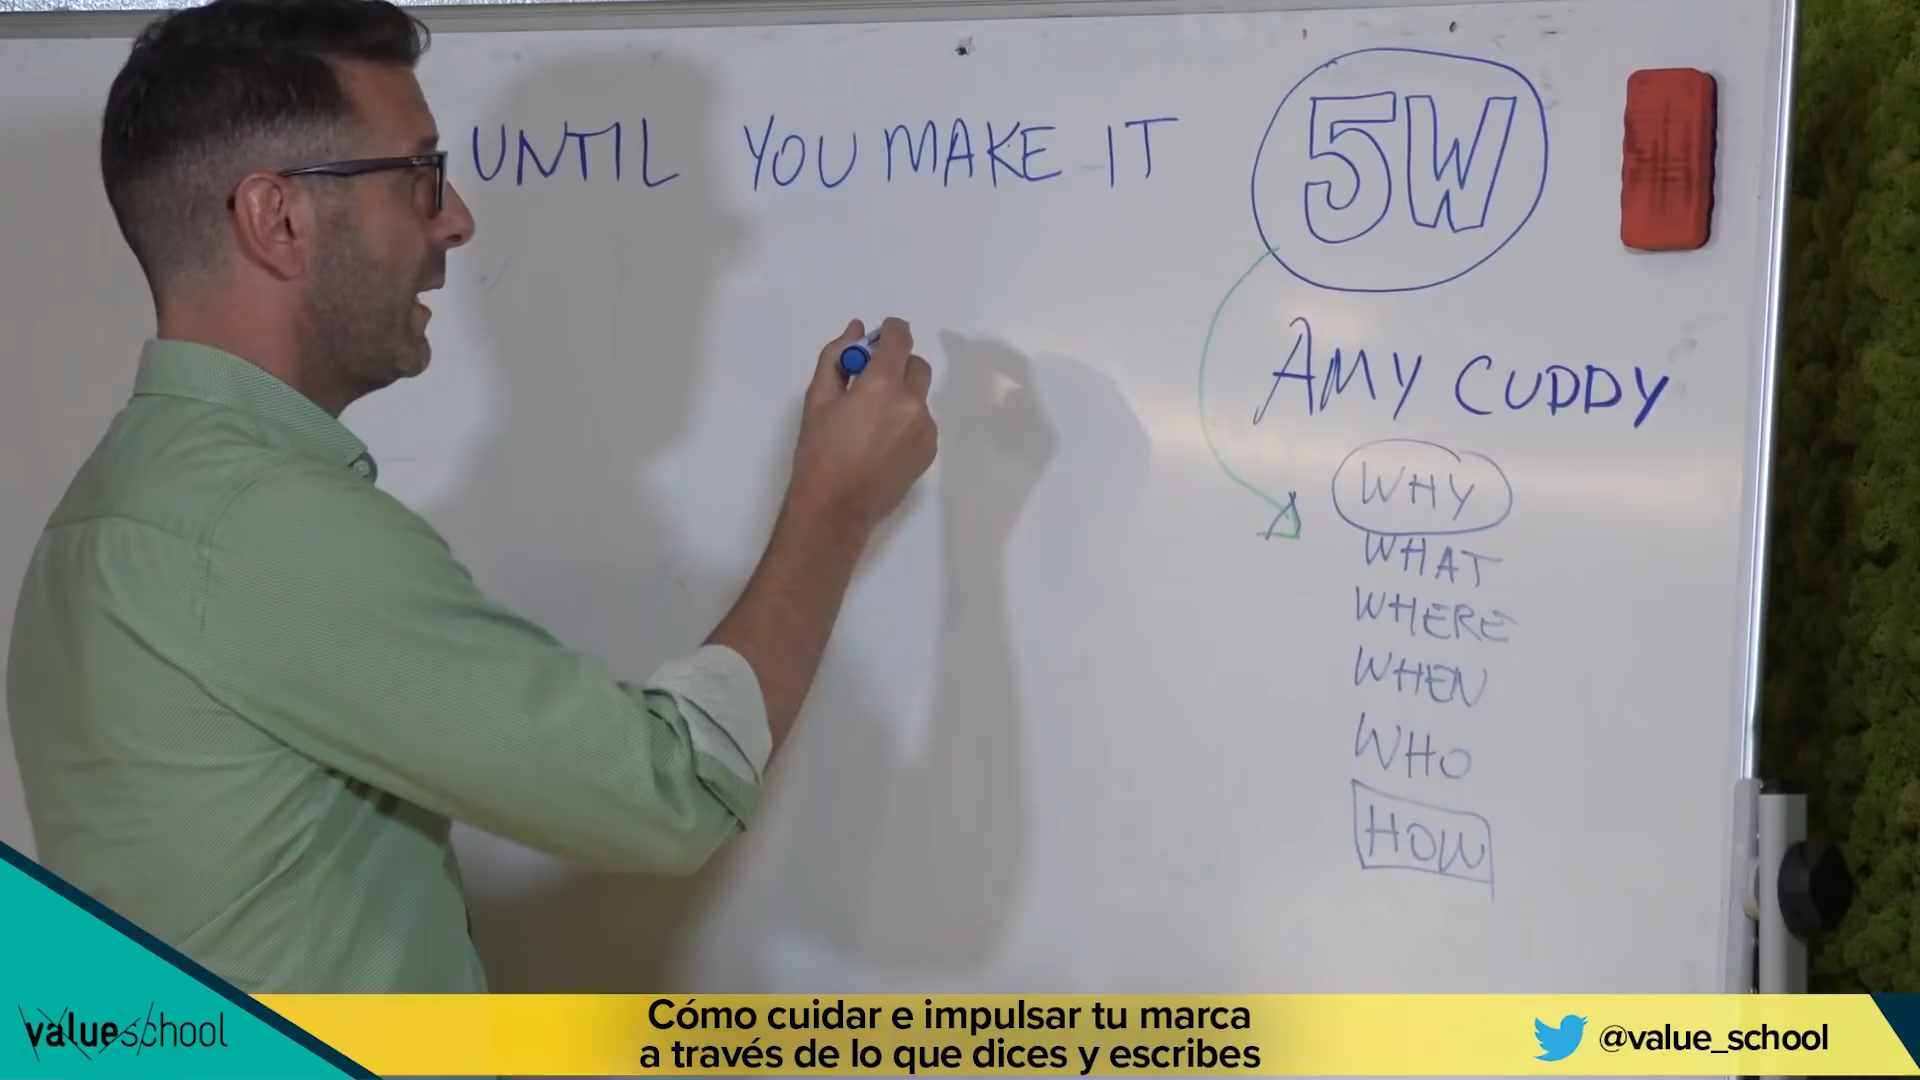 UNTIL YOU MAKE IT
5W
AMY CUDDY
WHY
WHAT
WHERE
WHEN
WHO
HOW
valueschool
Cómo cuidar e impulsar tu marca
a través de lo que dices y escribes
@value_school